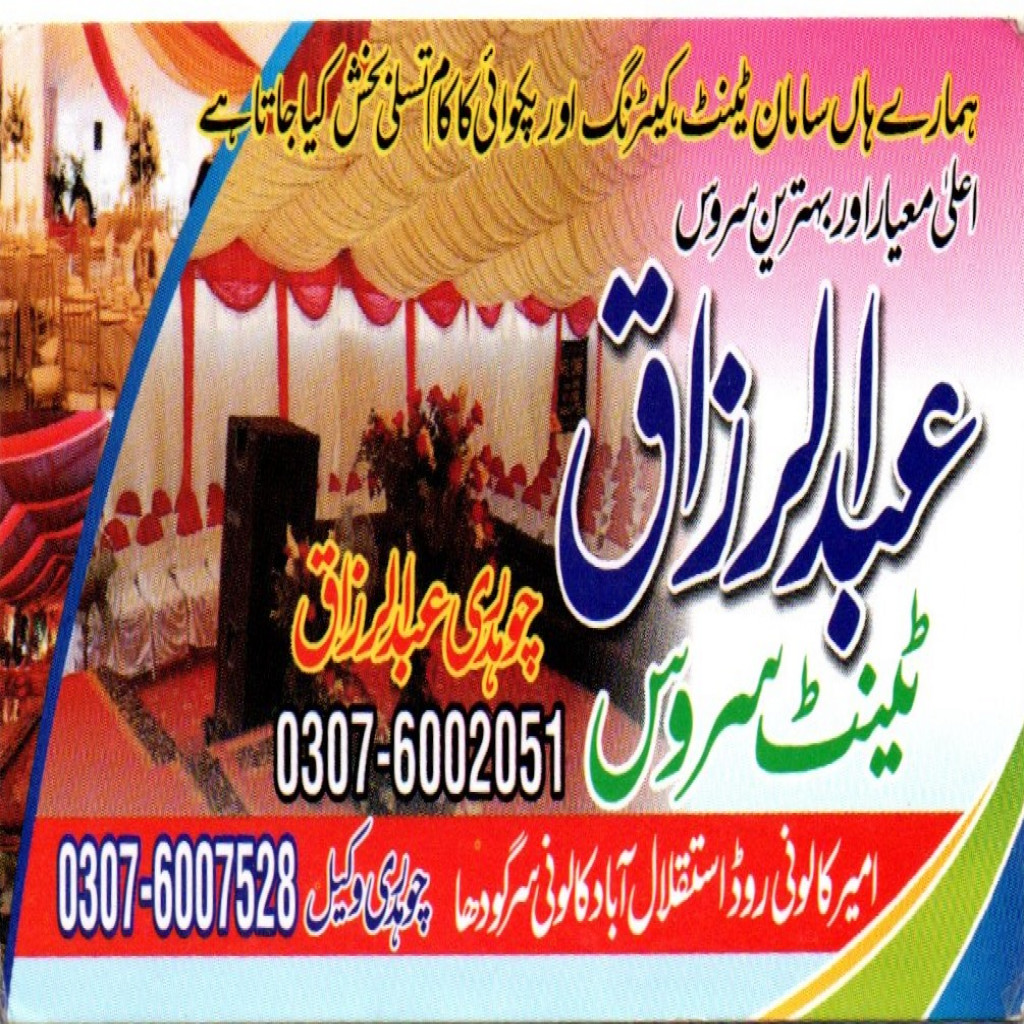 ہمارے ہاں سامان ٹینٹ، کیٹرنگ اور پکوائی کا کام تسلی بخش کیا جاتا ہے
اعلیٰ معیار اور بہترین سروس
عبدالرزاق
ٹینٹ سروس
چوہدری عبدالرزاق
0307-6002051
امیر کالونی روڈ استقلال آباد کالونی سرگودھا چوہدری وکیل 0307-6007528